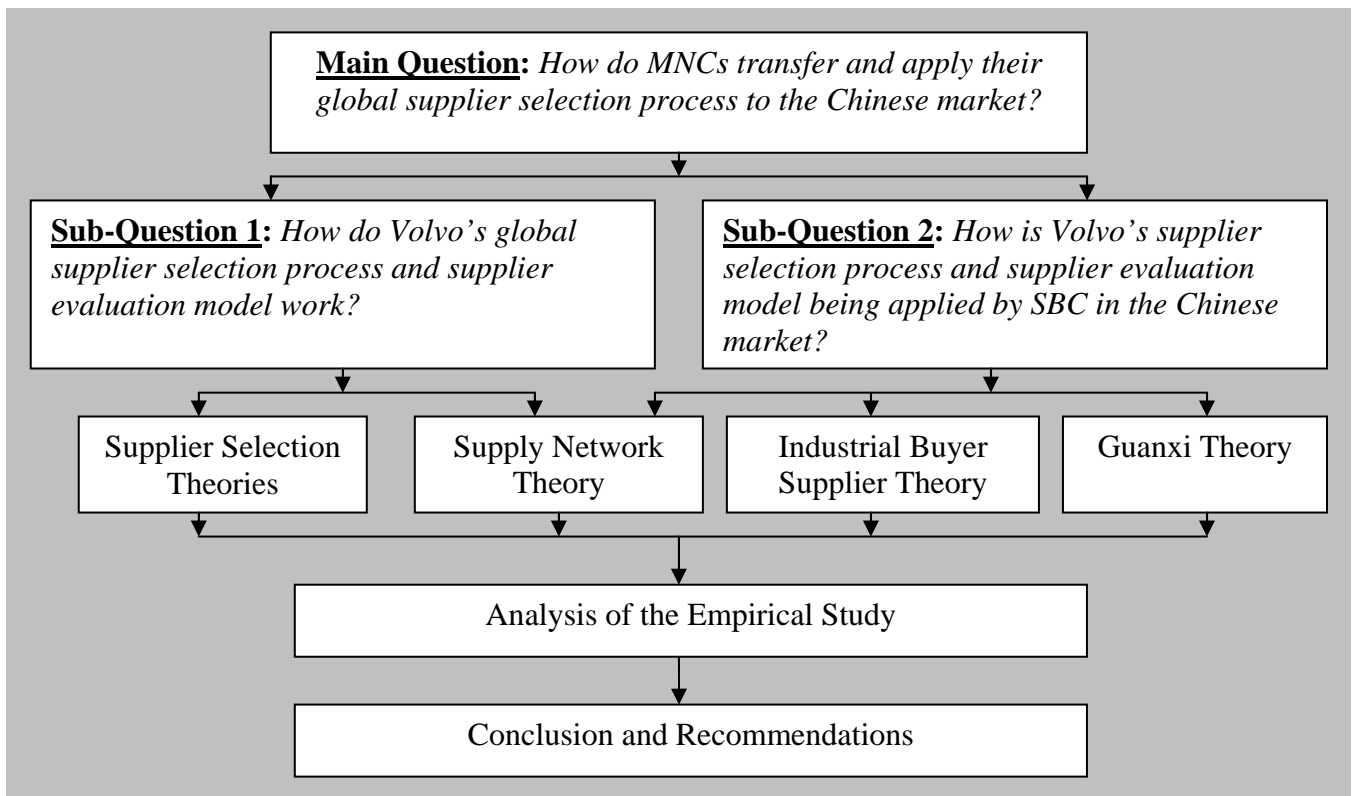 Main Question: How do MNCs transfer and apply their
global supplier selection process to the Chinese market?
Sub-Question 1: How do Volvo's global
supplier selection process and supplier
evaluation model work?
Sub-Question 2: How is Volvo's supplier
selection process and supplier evaluation
model being applied by SBC in the Chinese
market?
Supplier Selection
Theories
Supply Network
Theory
Industrial Buyer
Supplier Theory
Guanxi Theory
Analysis of the Empirical Study
Conclusion and Recommendations